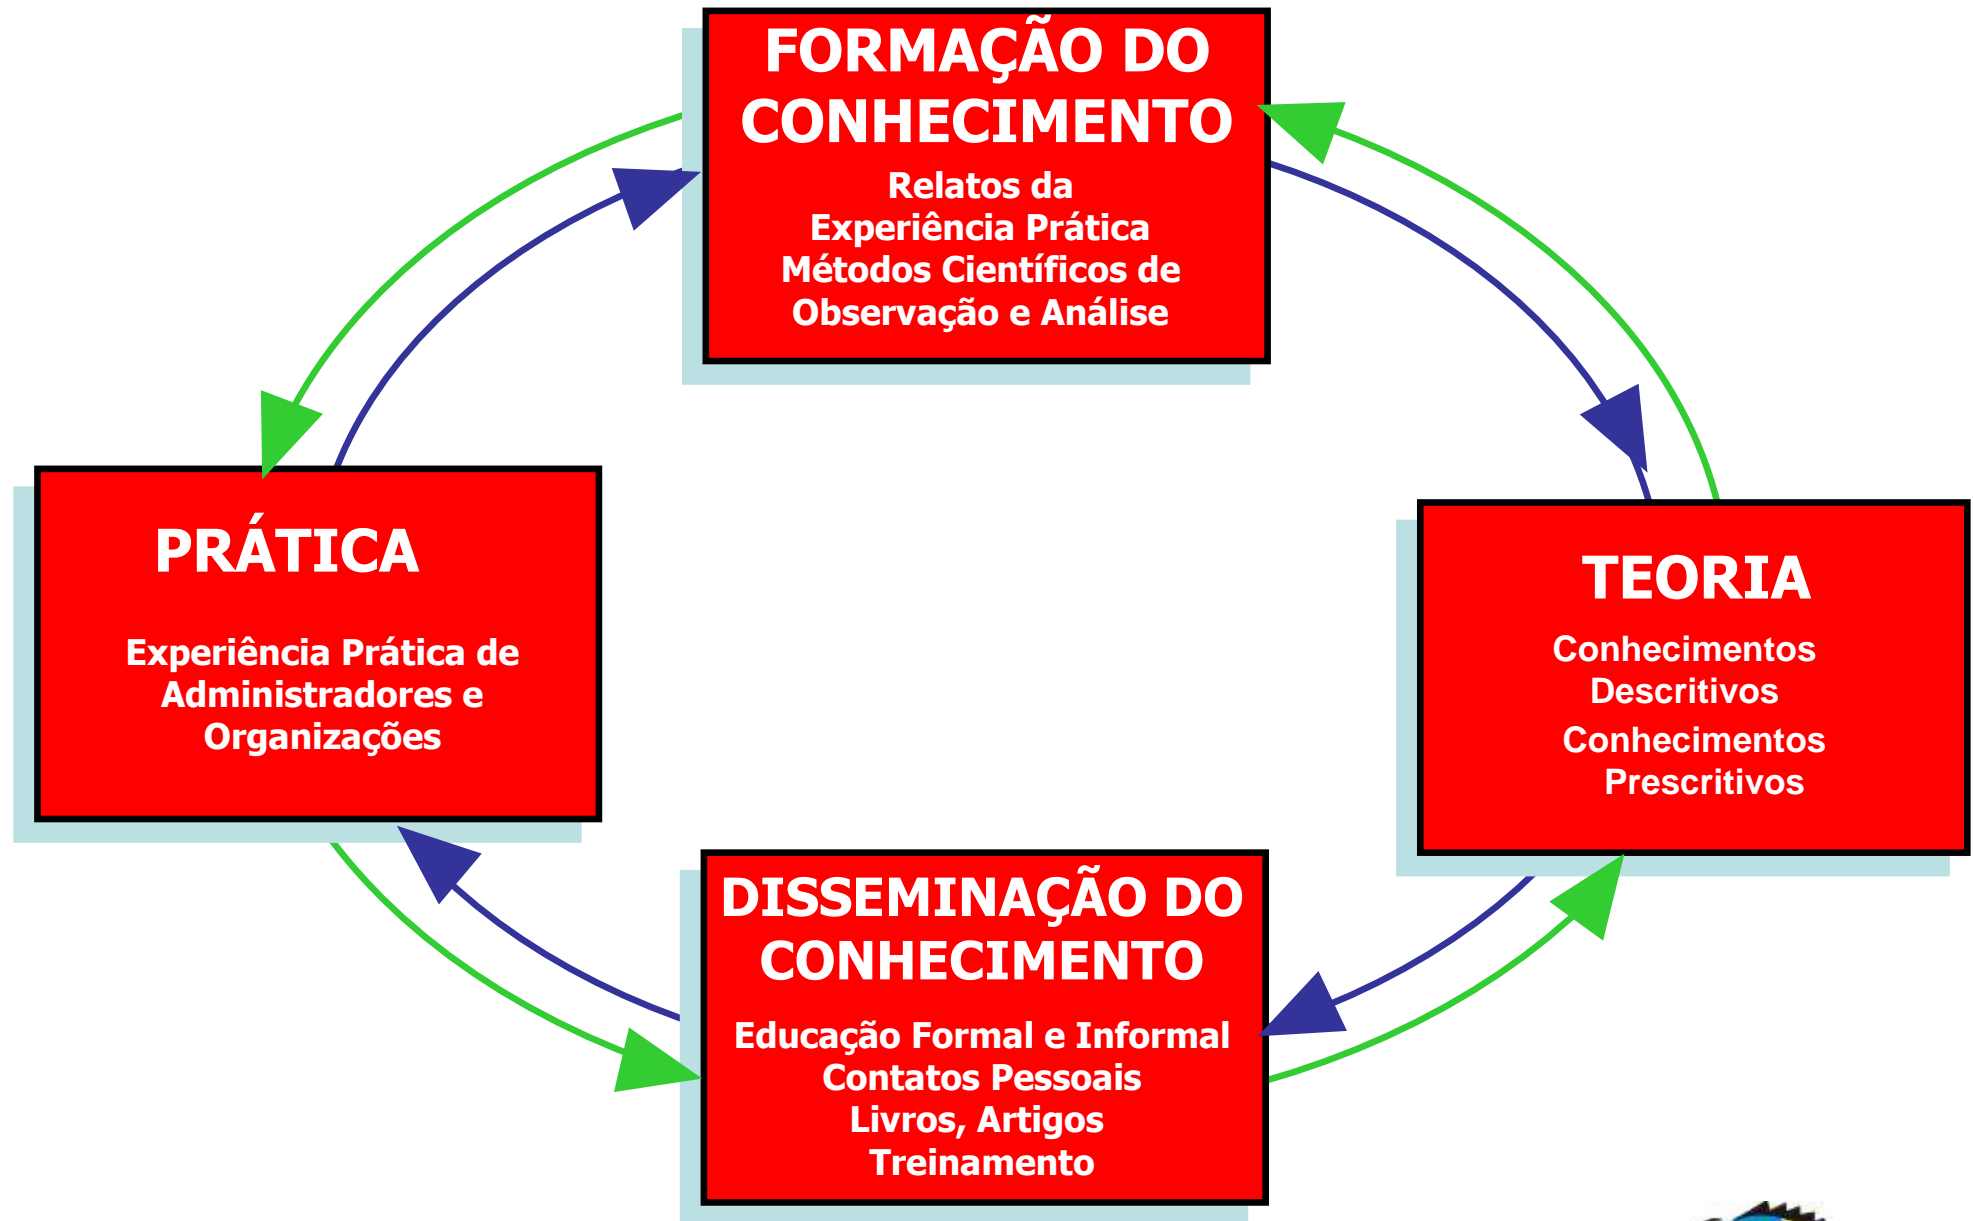 FORMAÇÃO DO
CONHECIMENTO
Relatos da
Experiência Prática
Métodos Científicos de
Observação e Análise
PRÁTICA
Experiência Prática de
Administradores e
Organizações
TEORIA
Conhecimentos
Descritivos
Conhecimentos
Prescritivos
DISSEMINAÇÃO DO
CONHECIMENTO
Educação Formal e Informal
Contatos Pessoais
Livros, Artigos
Treinamento